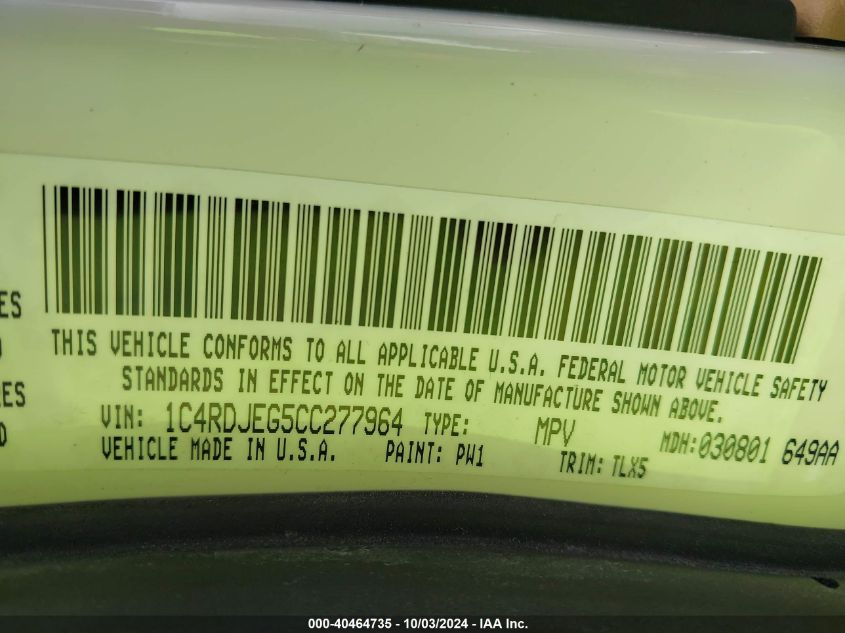 THIS VEHICLE CONFORMS TO ALL APPLICABLE U.S.A. FEDERAL MOTOR VEHICLE SAFETY
STANDARDS IN EFFECT ON THE DATE OF MANUFACTURE SHOWN ABOVE.
VIN: 1C4RDJEG5CC277964 TYPE: MPV MDH:030801 649AA
VEHICLE MADE IN U.S.A. PAINT: PW1 TRIM: TLX5
000-40464735 - 10/03/2024 - IAA Inc.